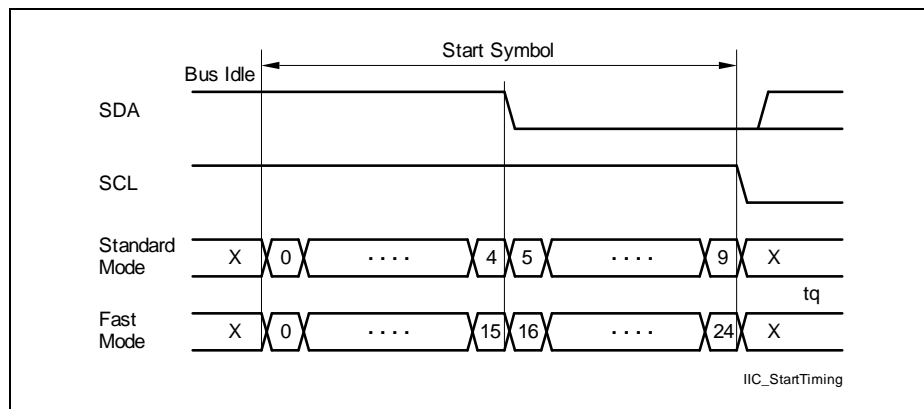 Start Symbol
Bus Idle
SDA
SCL
Standard
Mode
X 0 .... 4 5 .... 9 X
tq
Fast
Mode
X 0 .... 15 16 .... 24 X
IIC_StartTiming